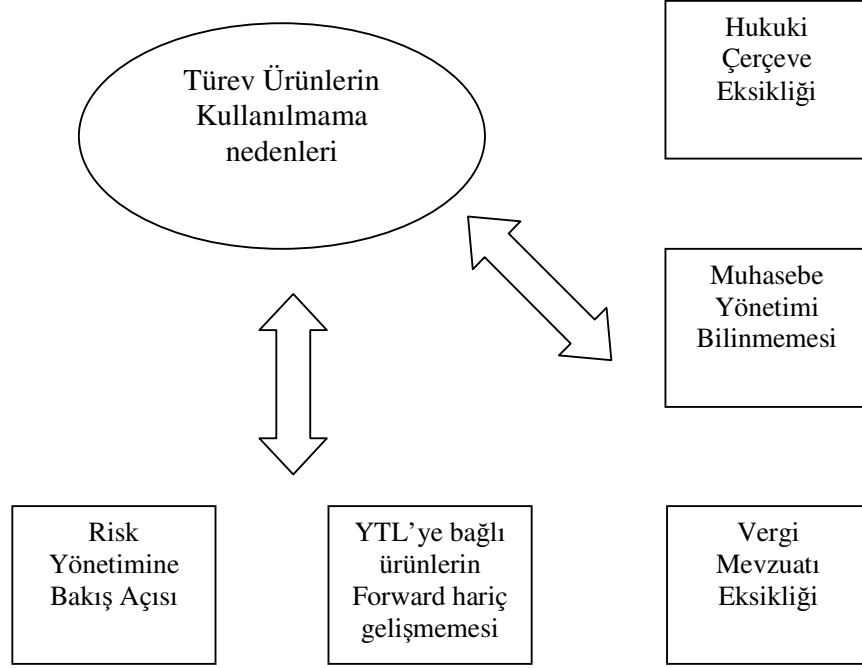 Türev Ürünlerin
Kullanılmama
nedenleri
Hukuki
Çerçeve
Eksikliği
Muhasebe
Yönetimi
Bilinmemesi
Risk
Yönetimine
Bakış Açısı
YTL'ye bağlı
ürünlerin
Forward hariç
gelişmemesi
Vergi
Mevzuatı
Eksikliği